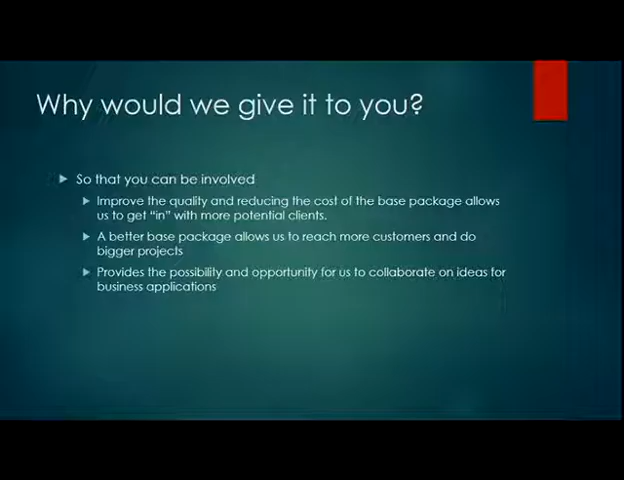 Why would we give it to you?
So that you can be involved
Improve the quality and reducing the cost of the base package allows
us to get “in” with more potential clients.
A better base package allows us to reach more customers and do
bigger projects
Provides the possibility and opportunity for us to collaborate on ideas for
business applications